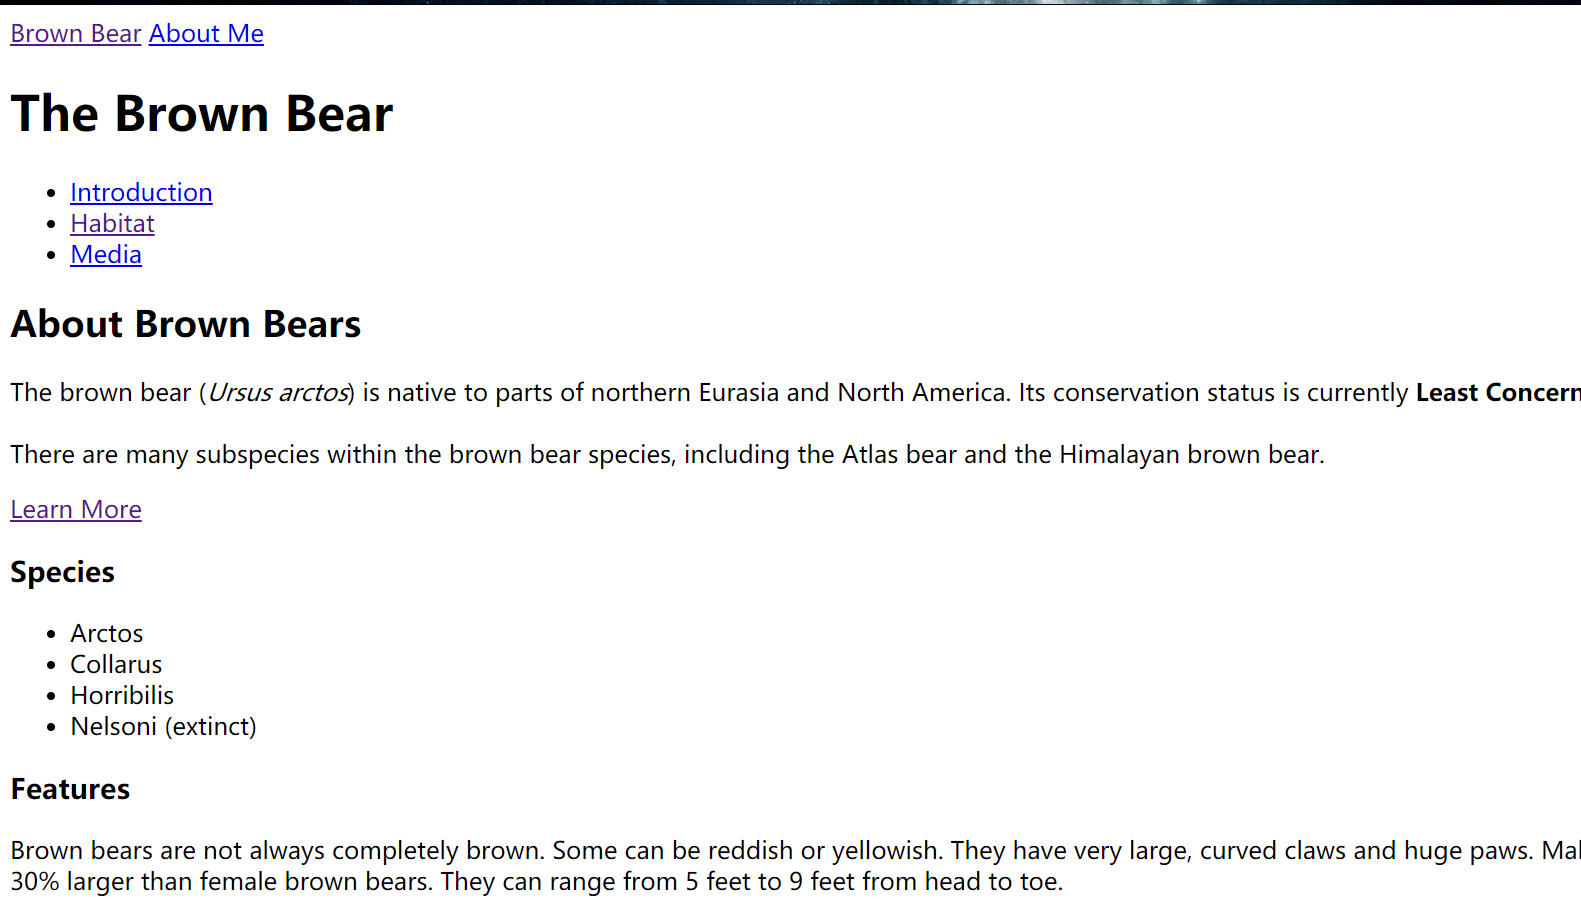 Brown Bear About Me
The Brown Bear
Introduction
Habitat
Media
About Brown Bears
The brown bear (Ursus arctos) is native to parts of northern Eurasia and North America. Its conservation status is currently Least Concern
There are many subspecies within the brown bear species, including the Atlas bear and the Himalayan brown bear.
Learn More
Species
Arctos
Collarus
Horribilis
Nelsoni (extinct)
Features
Brown bears are not always completely brown. Some can be reddish or yellowish. They have very large, curved claws and huge paws.
30% larger than female brown bears. They can range from 5 feet to 9 feet from head to toe.